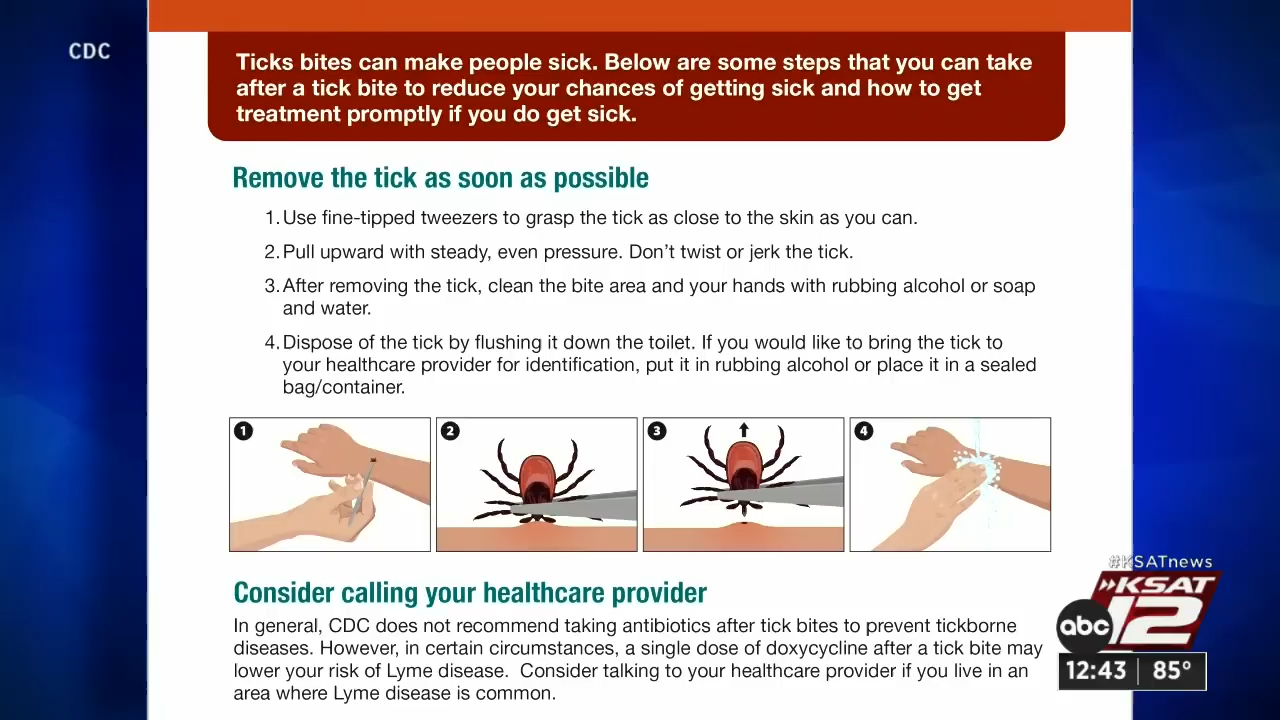 CDC
Ticks bites can make people sick. Below are some steps that you can take
after a tick bite to reduce your chances of getting sick and how to get
treatment promptly if you do get sick.
Remove the tick as soon as possible
1. Use fine-tipped tweezers to grasp the tick as close to the skin as you can.
2. Pull upward with steady, even pressure. Don't twist or jerk the tick.
3. After removing the tick, clean the bite area and your hands with rubbing alcohol or soap
and water.
4. Dispose of the tick by flushing it down the toilet. If you would like to bring the tick to
your healthcare provider for identification, put it in rubbing alcohol or place it in a sealed
bag/container.
1
2
3
4
Consider calling your healthcare provider
In general, CDC does not recommend taking antibiotics after tick bites to prevent tickborne
diseases. However, in certain circumstances, a single dose of doxycycline after a tick bite may
lower your risk of Lyme disease.  Consider talking to your healthcare provider if you live in an
area where Lyme disease is common.
#KSATnews
KSAT
abc 12
12:43 85°